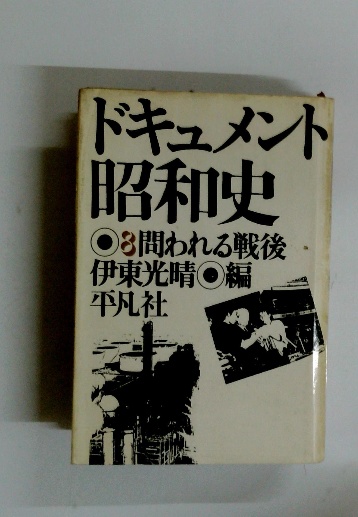 ドキュメント
昭和史
◉8問われる戦後
伊東光晴◉編
平凡社